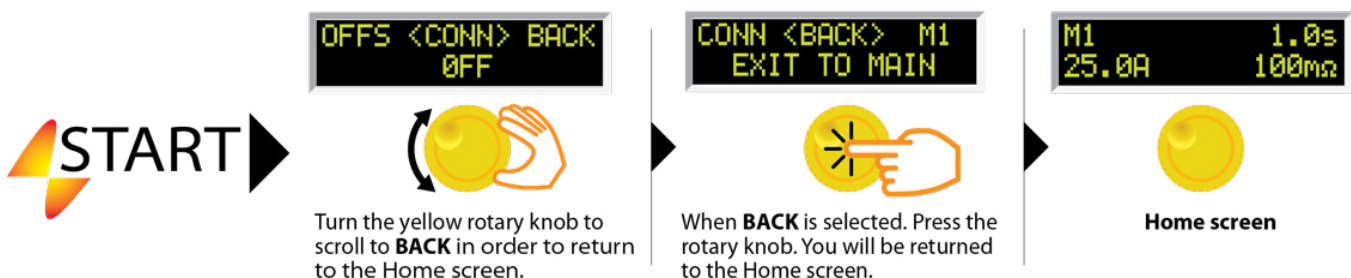 START
OFFS <CONN> BACK
0FF
Turn the yellow rotary knob to
scroll to BACK in order to return
to the Home screen.
CONN <BACK> M1
EXIT TO MAIN
When BACK is selected. Press the
rotary knob. You will be returned
to the Home screen.
M1 1.0s
25.0A 100mΩ
Home screen